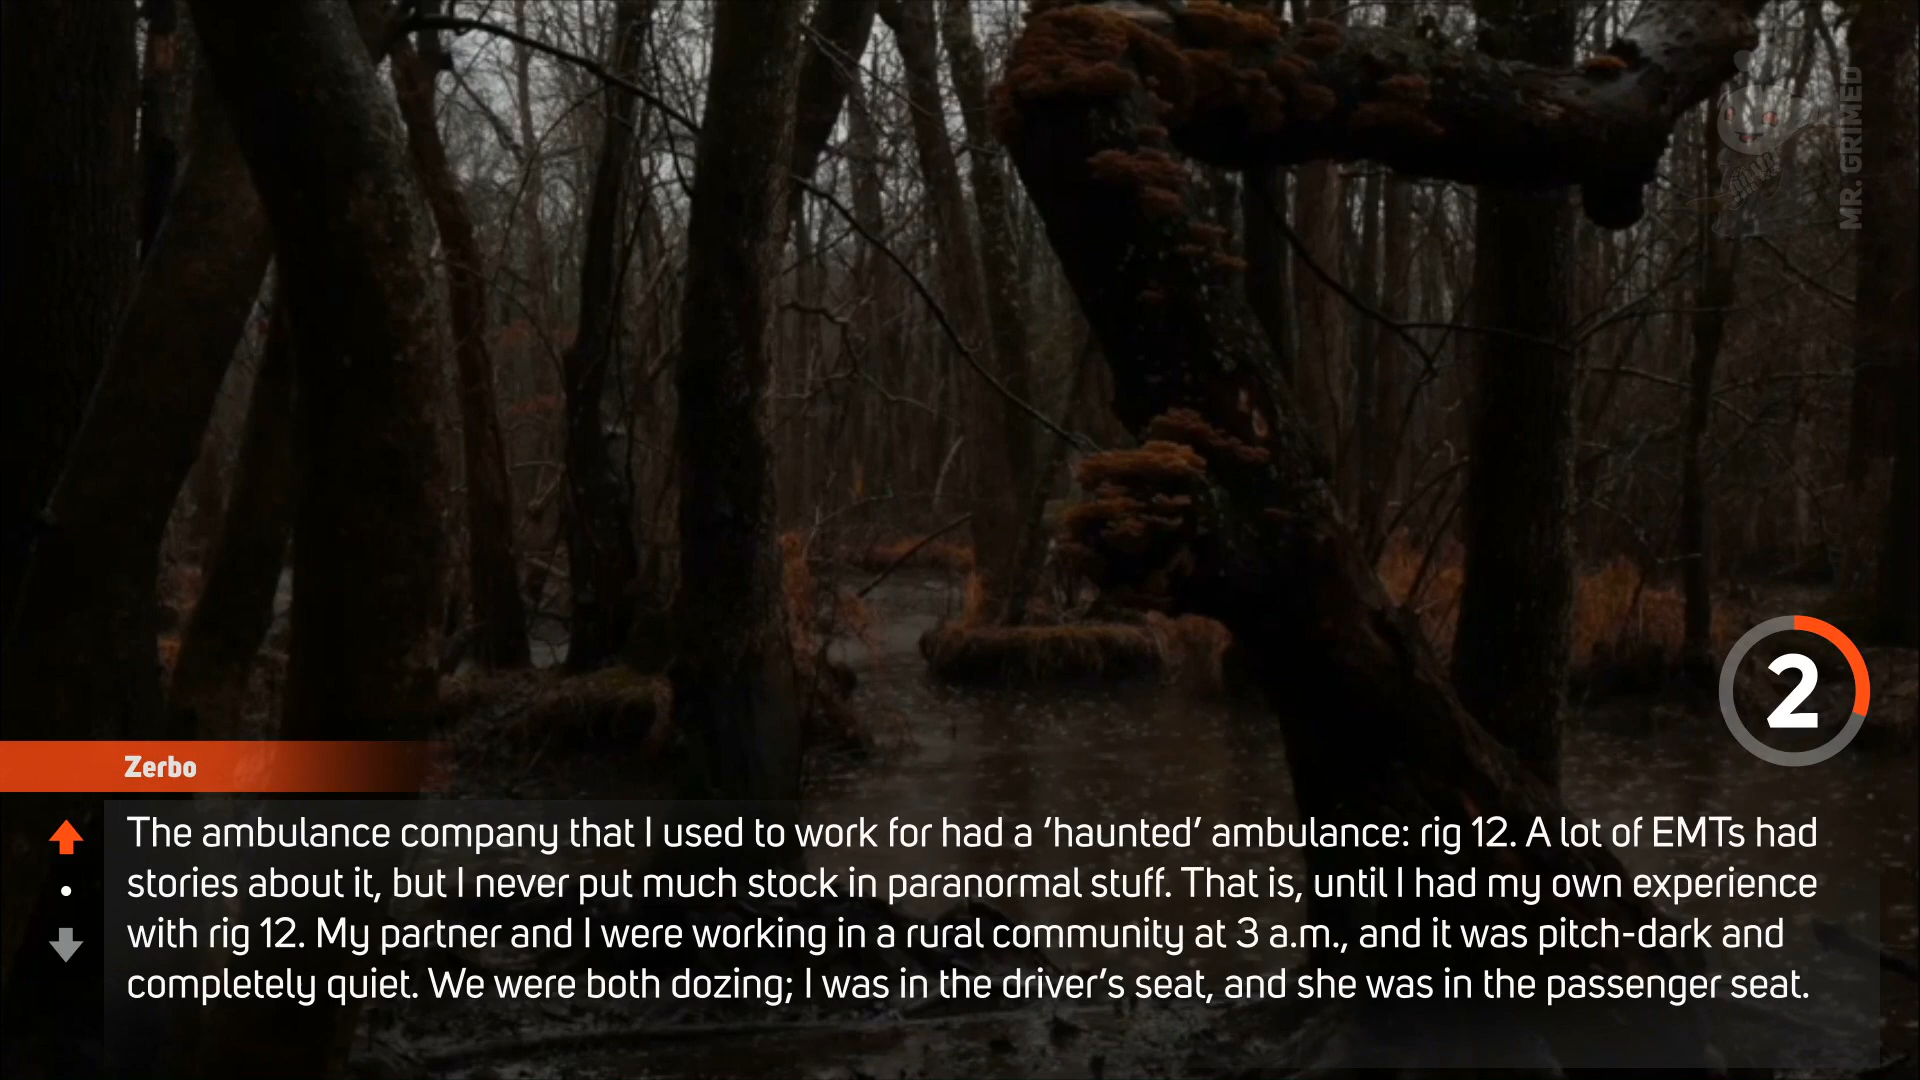 MR. GRIMED
2
Zerbo
The ambulance company that I used to work for had a ‘haunted’ ambulance: rig 12. A lot of EMTs had
stories about it, but I never put much stock in paranormal stuff. That is, until I had my own experience
with rig 12. My partner and I were working in a rural community at 3 a.m., and it was pitch-dark and
completely quiet. We were both dozing; I was in the driver’s seat, and she was in the passenger seat.